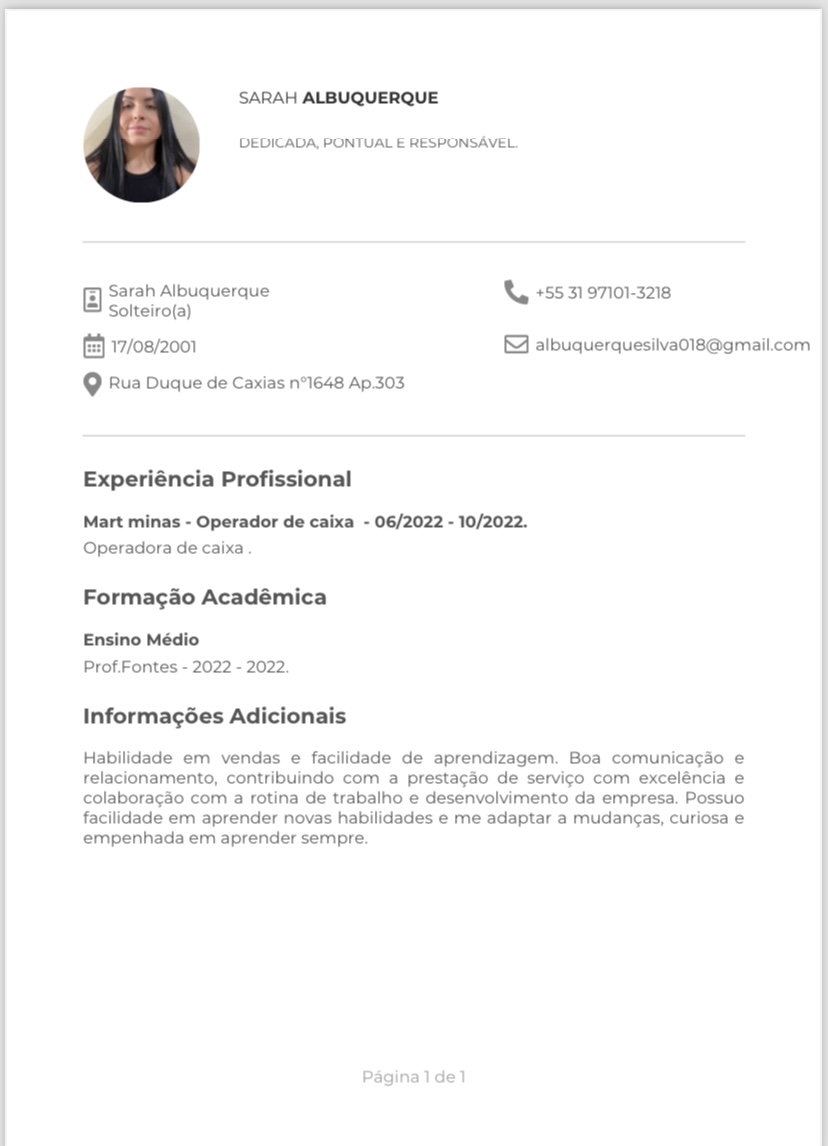 SARAH ALBUQUERQUE
DEDICADA, PONTUAL E RESPONSÁVEL.
Sarah Albuquerque
Solteiro(a)
+55 31 97101-3218
17/08/2001
albuquerquesilva018@gmail.com
Rua Duque de Caxias nº1648 Ap.303
Experiência Profissional
Mart minas - Operador de caixa - 06/2022 - 10/2022.
Operadora de caixa .
Formação Acadêmica
Ensino Médio
Prof.Fontes - 2022 - 2022.
Informações Adicionais
Habilidade em vendas e facilidade de aprendizagem. Boa comunicação e
relacionamento, contribuindo com a prestação de serviço com excelência e
colaboração com a rotina de trabalho e desenvolvimento da empresa. Possuo
facilidade em aprender novas habilidades e me adaptar a mudanças, curiosa e
empenhada em aprender sempre.
Página 1 de 1